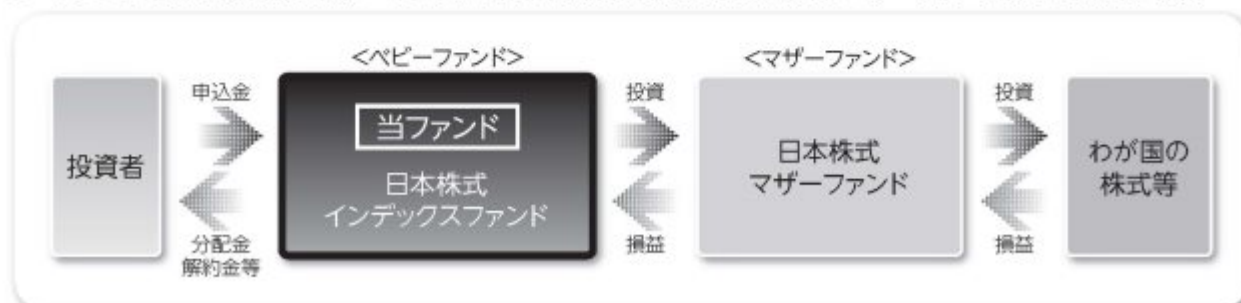 <ベビーファンド>
<マザーファンド>
投資者
申込金
分配金
解約金等
当ファンド
日本株式
インデックスファンド
投資
損益
日本株式
マザーファンド
投資
損益
わが国の
株式等